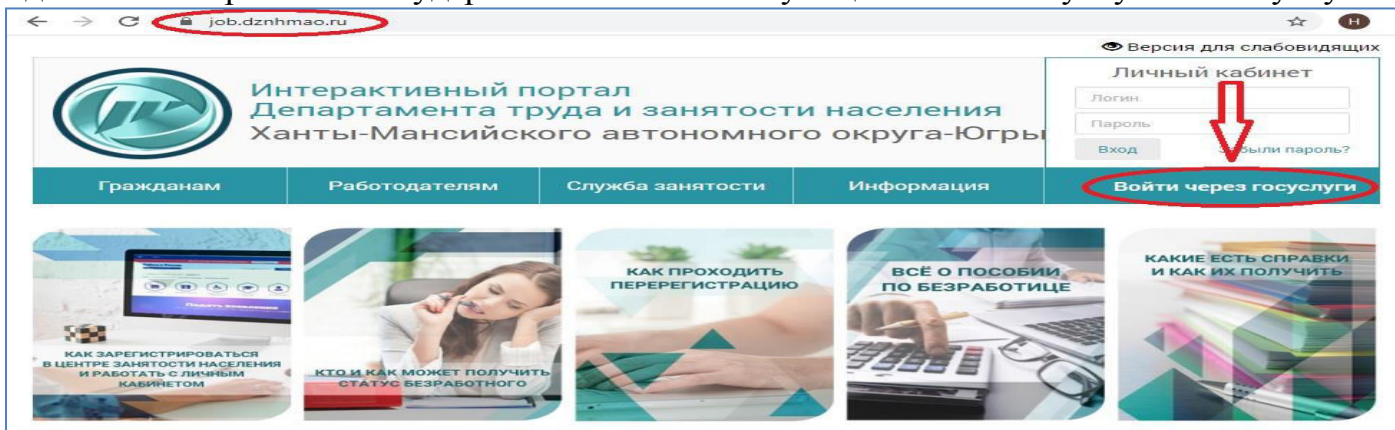 job.dznhmao.ru
Н
Версия для слабовидящих
Интерактивный портал
Департамента труда и занятости населения
Ханты-Мансийского автономного округа-Югры
Личный кабинет
Логин
Пароль
Вход
были пароль?
Гражданам
Работодателям
Служба занятости
Информация
Войти через госуслуги
КАК ЗАРЕГИСТРИРОВАТЬСЯ
В ЦЕНТРЕ ЗАНЯТОСТИ НАСЕЛЕНИЯ
И РАБОТАТЬ С ЛИЧНЫМ
КАБИНЕТОМ
КТО И КАК МОЖЕТ ПОЛУЧИТЬ
СТАТУС БЕЗРАБОТНОГО
КАК ПРОХОДИТЬ
ПЕРЕРЕГИСТРАЦИЮ
ВСЁ О ПОСОБИИ
ПО БЕЗРАБОТИЦЕ
КАКИЕ ЕСТЬ СПРАВКИ
И КАК ИХ ПОЛУЧИТЬ